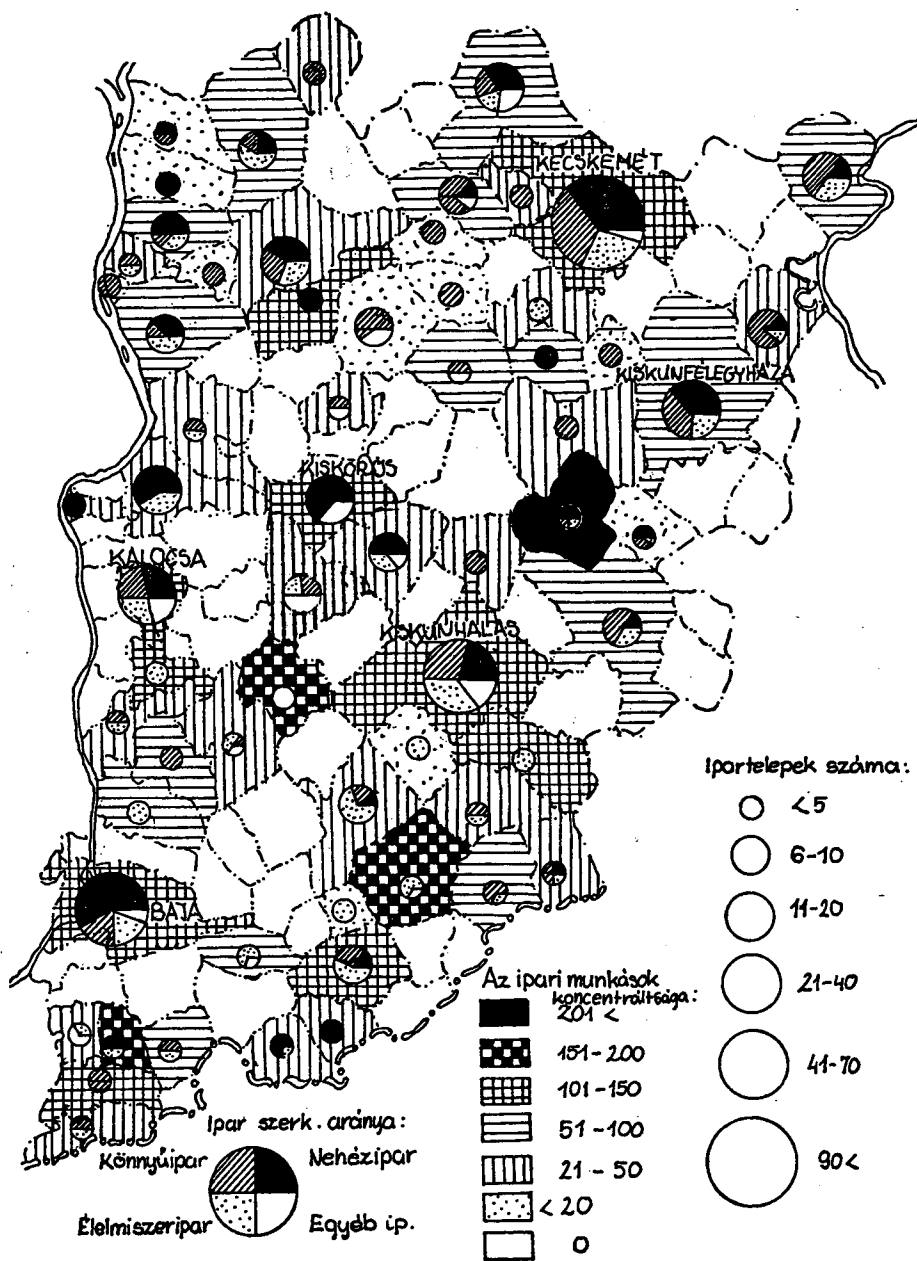 KECSKEMÉT
KISKUNFÉLEGYHÁZA
KISKŐRÖS
KALOCSA
KISKUNHALAS
BAJA
Ipartelepek száma:
<5
6-10
11-20
21-40
41-70
90<
Az ipari munkások
koncentráltsága:
201<
151-200
101-150
51-100
21-50
<20
0
Ipar szerk. aránya:
Könnyűipar
Nehézipar
Élelmiszeripar
Egyéb ip.